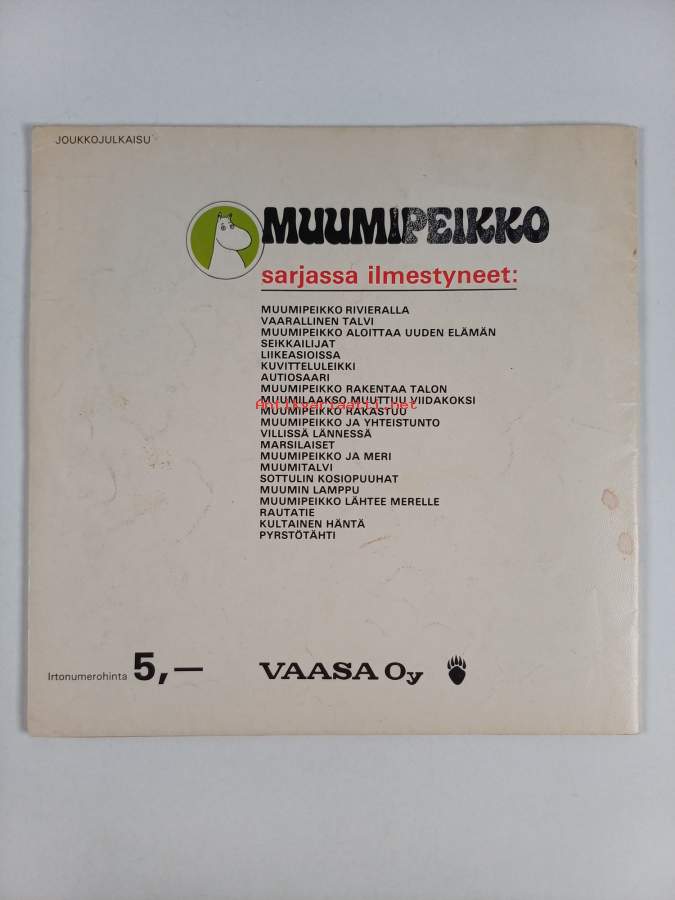 JOUKKOJULKAISU
MUUMIPEIKKO
sarjassa ilmestyneet:
MUUMIPEIKKO RIVIERALLA
VAARALLINEN TALVI
MUUMIPEIKKO ALOITTAA UUDEN ELÄMÄN
SEIKKAILIJAT
LIIKEASIOISSA
KUVITTELULEIKKI
AUTIOSAARI
MUUMIPEIKKO RAKENTAA TALON
MUUMILAAKSO MUUTTUU VIIDAKOKSI
Antikvariaatit.net
MUUMIPEIKKO RAKASTUU
MUUMIPEIKKO JA YHTEISTUNTO
VILLISSÄ LÄNNESSÄ
MARSILAISET
MUUMIPEIKKO JA MERI
MUUMITALVI
SOTTULIN KOSIOPUUHAT
MUUMIN LAMPPU
MUUMIPEIKKO LÄHTEE MERELLE
RAUTATIE
KULTAINEN HÄNTÄ
PYRSTÖTÄHTI
Irtonumerohinta 5,—
VAASA Oy